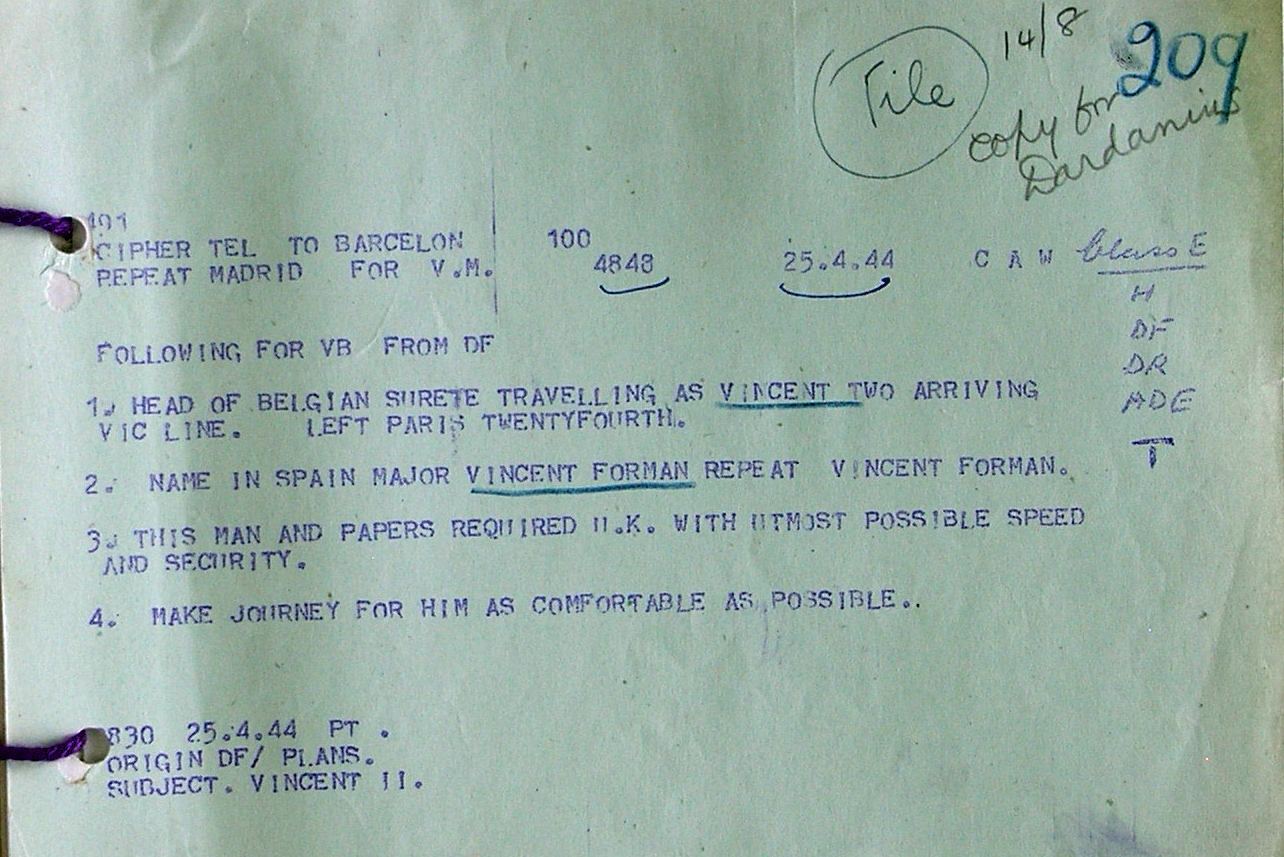 14/8
209
File
copy for
Dardanius
191
CIPHER TEL TO BARCELON 100
4848 25.4.44 C A W Class E
REPEAT MADRID FOR V.M.
H
DF
DR
ADE
T
FOLLOWING FOR VB FROM DF
1. HEAD OF BELGIAN SURETE TRAVELLING AS VINCENT TWO ARRIVING
VIC LINE. LEFT PARIS TWENTYFOURTH.
2. NAME IN SPAIN MAJOR VINCENT FORMAN REPEAT VINCENT FORMAN.
3. THIS MAN AND PAPERS REQUIRED U.K. WITH UTMOST POSSIBLE SPEED
AND SECURITY.
4. MAKE JOURNEY FOR HIM AS COMFORTABLE AS POSSIBLE..
830 25.4.44 PT .
ORIGIN DF/ PLANS.
SUBJECT. VINCENT II.